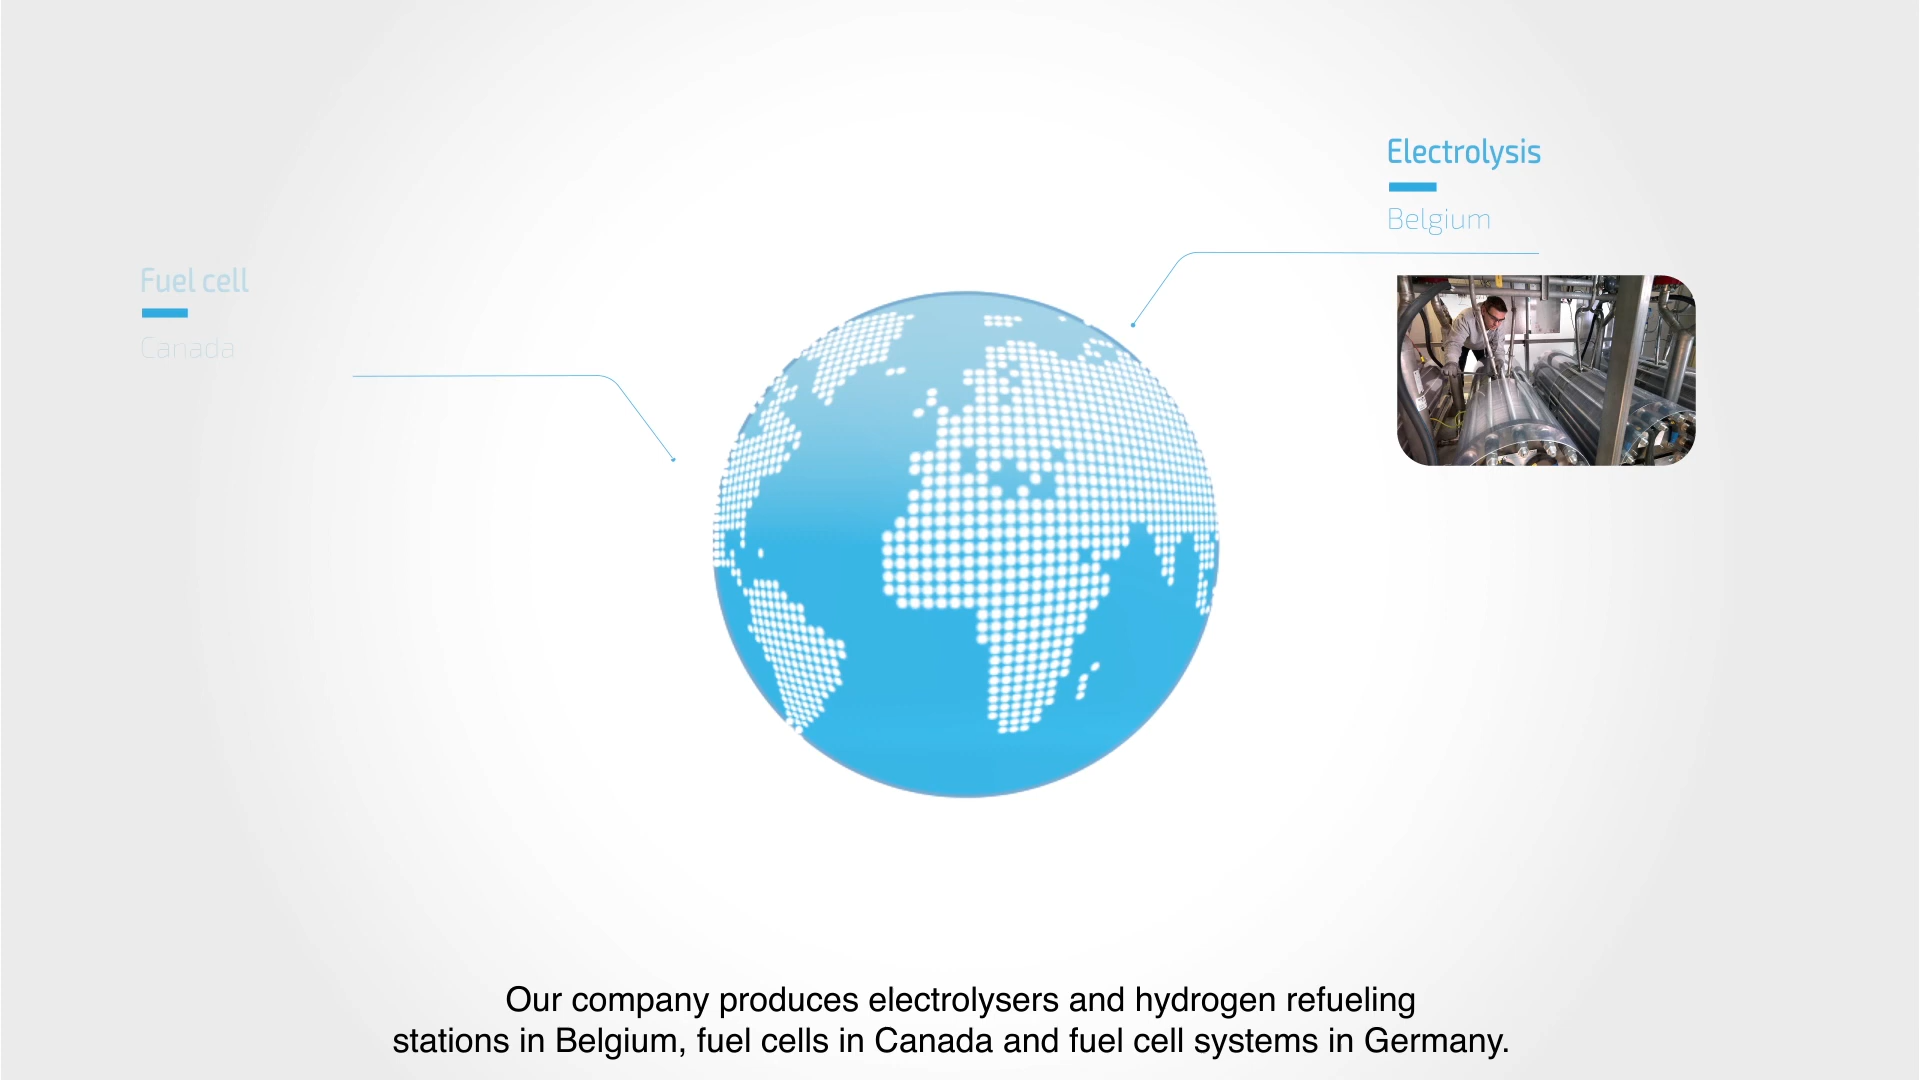 Electrolysis
Belgium
Fuel cell
Canada
Our company produces electrolysers and hydrogen refueling
stations in Belgium, fuel cells in Canada and fuel cell systems in Germany.